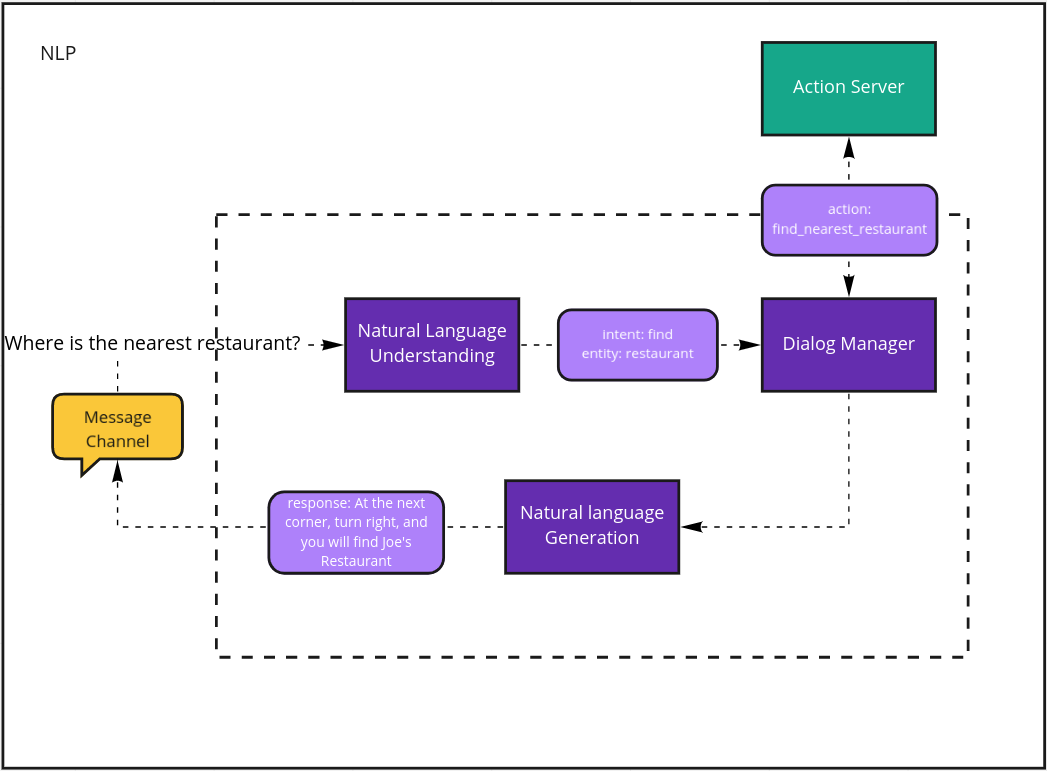 NLP
Action Server
action:
find_nearest_restaurant
Where is the nearest restaurant?
Natural Language
Understanding
intent: find
entity: restaurant
Dialog Manager
Message
Channel
response: At the next
corner, turn right, and
you will find Joe's
Restaurant
Natural language
Generation